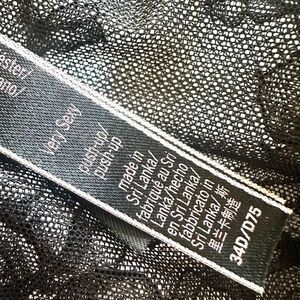 ester/
Very Sexy
push-up/
push-up
made in
Sri Lanka/
fabriqué au Sri
Lanka/hecho
en Sri Lanka/
fabbricato in
Sri Lanka/ 斯
里兰卡制造
34D/D75